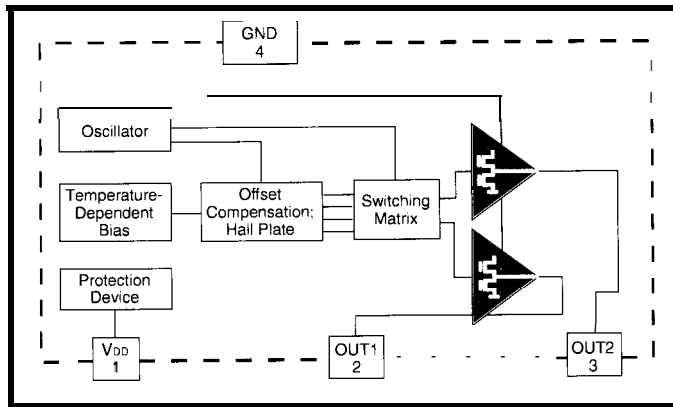 GND
4
Oscillator
Temperature-
Dependent
Bias
Offset
Compensation;
Hail Plate
Switching
Matrix
Protection
Device
VDD
1
OUT1
2
OUT2
3